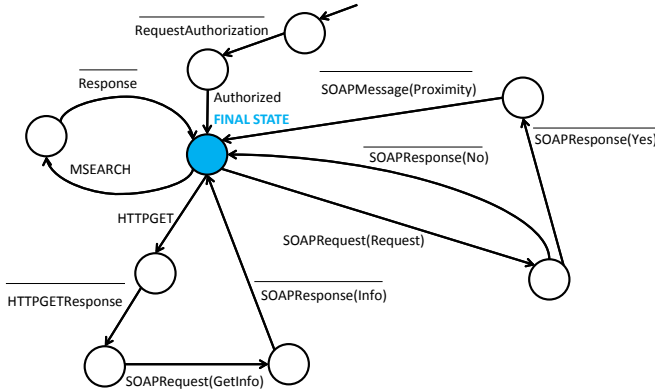 RequestAuthorization
Response
SOAPMessage(Proximity)
Authorized
FINAL STATE
SOAPResponse(Yes)
SOAPResponse(No)
MSEARCH
HTTPGET
SOAPRequest(Request)
HTTPGETResponse
SOAPResponse(Info)
SOAPRequest(GetInfo)